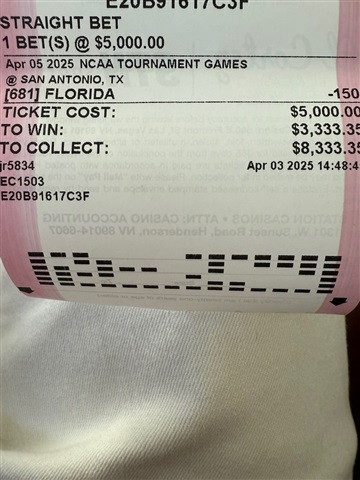 E20B91617C3F
STRAIGHT BET
1 BET(S) @ $5,000.00
Apr 05 2025 NCAA TOURNAMENT GAMES
@ SAN ANTONIO, TX
[681] FLORIDA -150
TICKET COST: $5,000.00
TO WIN: $3,333.35
TO COLLECT: $8,333.35
jr5834 Apr 03 2025 14:48:4
EC1503
E20B91617C3F
STATION CASINOS • ATTN: CASINO ACCOUNTING
1301 W. Sunset Road, Henderson, NV 89014-6607